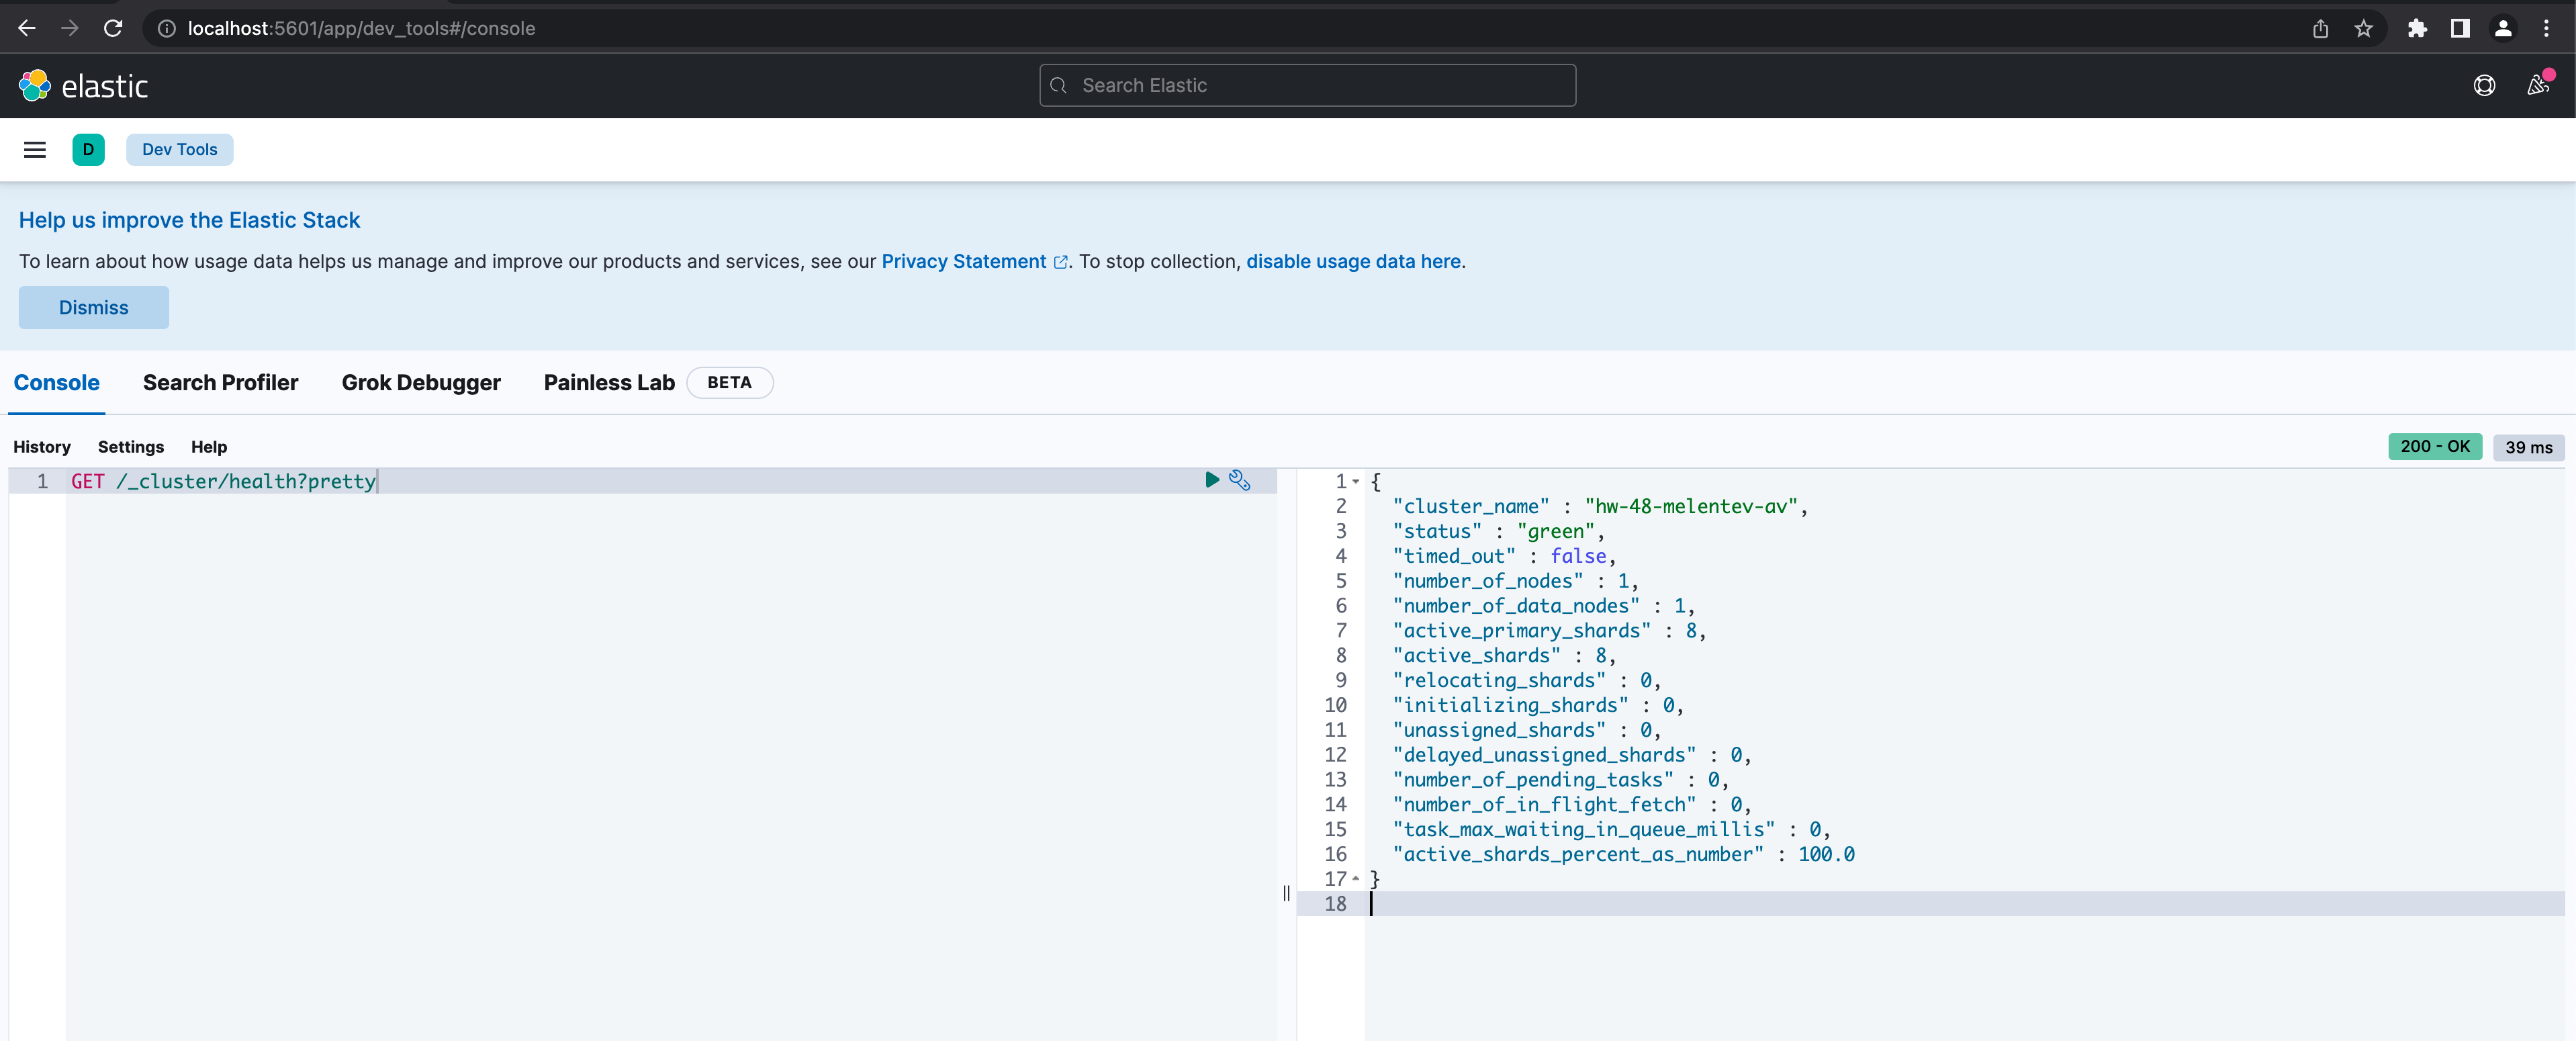 localhost:5601/app/dev_tools#/console
elastic
Search Elastic
D
Dev Tools
Help us improve the Elastic Stack
To learn about how usage data helps us manage and improve our products and services, see our Privacy Statement. To stop collection, disable usage data here.
Dismiss
Console Search Profiler Grok Debugger Painless Lab BETA
History Settings Help
200 - OK 39 ms
1 GET /_cluster/health?pretty
1 {
2 "cluster_name" : "hw-48-melentev-av",
3 "status" : "green",
4 "timed_out" : false,
5 "number_of_nodes" : 1,
6 "number_of_data_nodes" : 1,
7 "active_primary_shards" : 8,
8 "active_shards" : 8,
9 "relocating_shards" : 0,
10 "initializing_shards" : 0,
11 "unassigned_shards" : 0,
12 "delayed_unassigned_shards" : 0,
13 "number_of_pending_tasks" : 0,
14 "number_of_in_flight_fetch" : 0,
15 "task_max_waiting_in_queue_millis" : 0,
16 "active_shards_percent_as_number" : 100.0
17 }
18